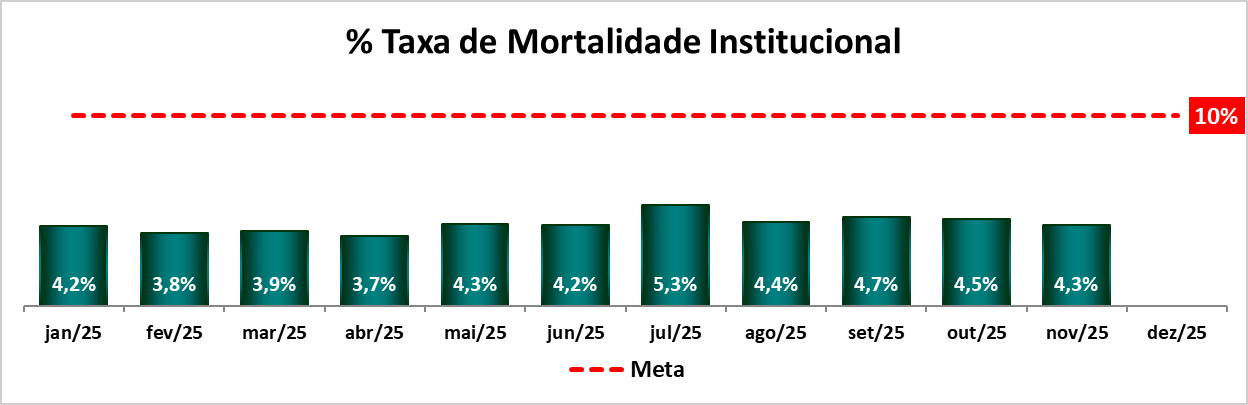 % Taxa de Mortalidade Institucional
10%
4,2% 3,8% 3,9% 3,7% 4,3% 4,2% 5,3% 4,4% 4,7% 4,5% 4,3%
jan/25 fev/25 mar/25 abr/25 mai/25 jun/25 jul/25 ago/25 set/25 out/25 nov/25 dez/25
Meta